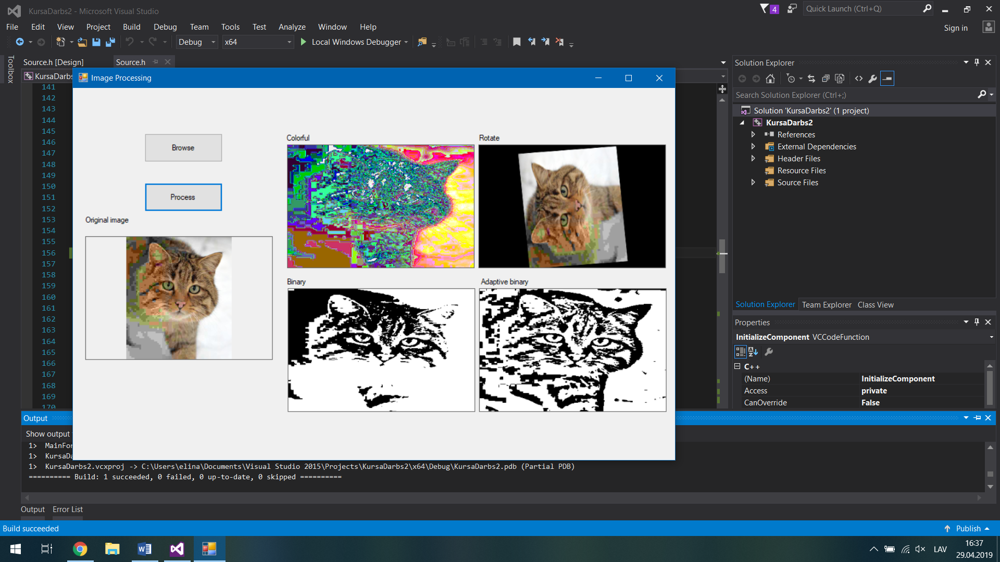 KursaDarbs2 - Microsoft Visual Studio
4
Quick Launch (Ctrl+Q)
File Edit View Project Build Debug Team Tools Test Analyze Window Help
Sign in
Debug x64 Local Windows Debugger
Toolbox
Source.h [Design] Source.h
KursaDarbs
Image Processing
141
142
143
144
145
146
147
148
149
150
151
152
153
154
155
156
157
158
159
160
161
162
163
164
165
166
167
168
169
170
Browse
Process
Original image
Colorful
Rotate
Binary
Adaptive binary
Solution Explorer
Search Solution Explorer (Ctrl+;)
Solution 'KursaDarbs2' (1 project)
KursaDarbs2
References
External Dependencies
Header Files
Resource Files
Source Files
Solution Explorer Team Explorer Class View
Properties
InitializeComponent VCCodeFunction
C++
(Name) InitializeComponent
Access private
CanOverride False
Output
Show output
1> MainFor
1> KursaDa
1> KursaDarbs2.vcxproj -> C:\Users\elina\Documents\Visual Studio 2015\Projects\KursaDarbs2\x64\Debug\KursaDarbs2.pdb (Partial PDB)
========== Build: 1 succeeded, 0 failed, 0 up-to-date, 0 skipped ==========
Output Error List
Build succeeded
Publish
LAV
16:37
29.04.2019